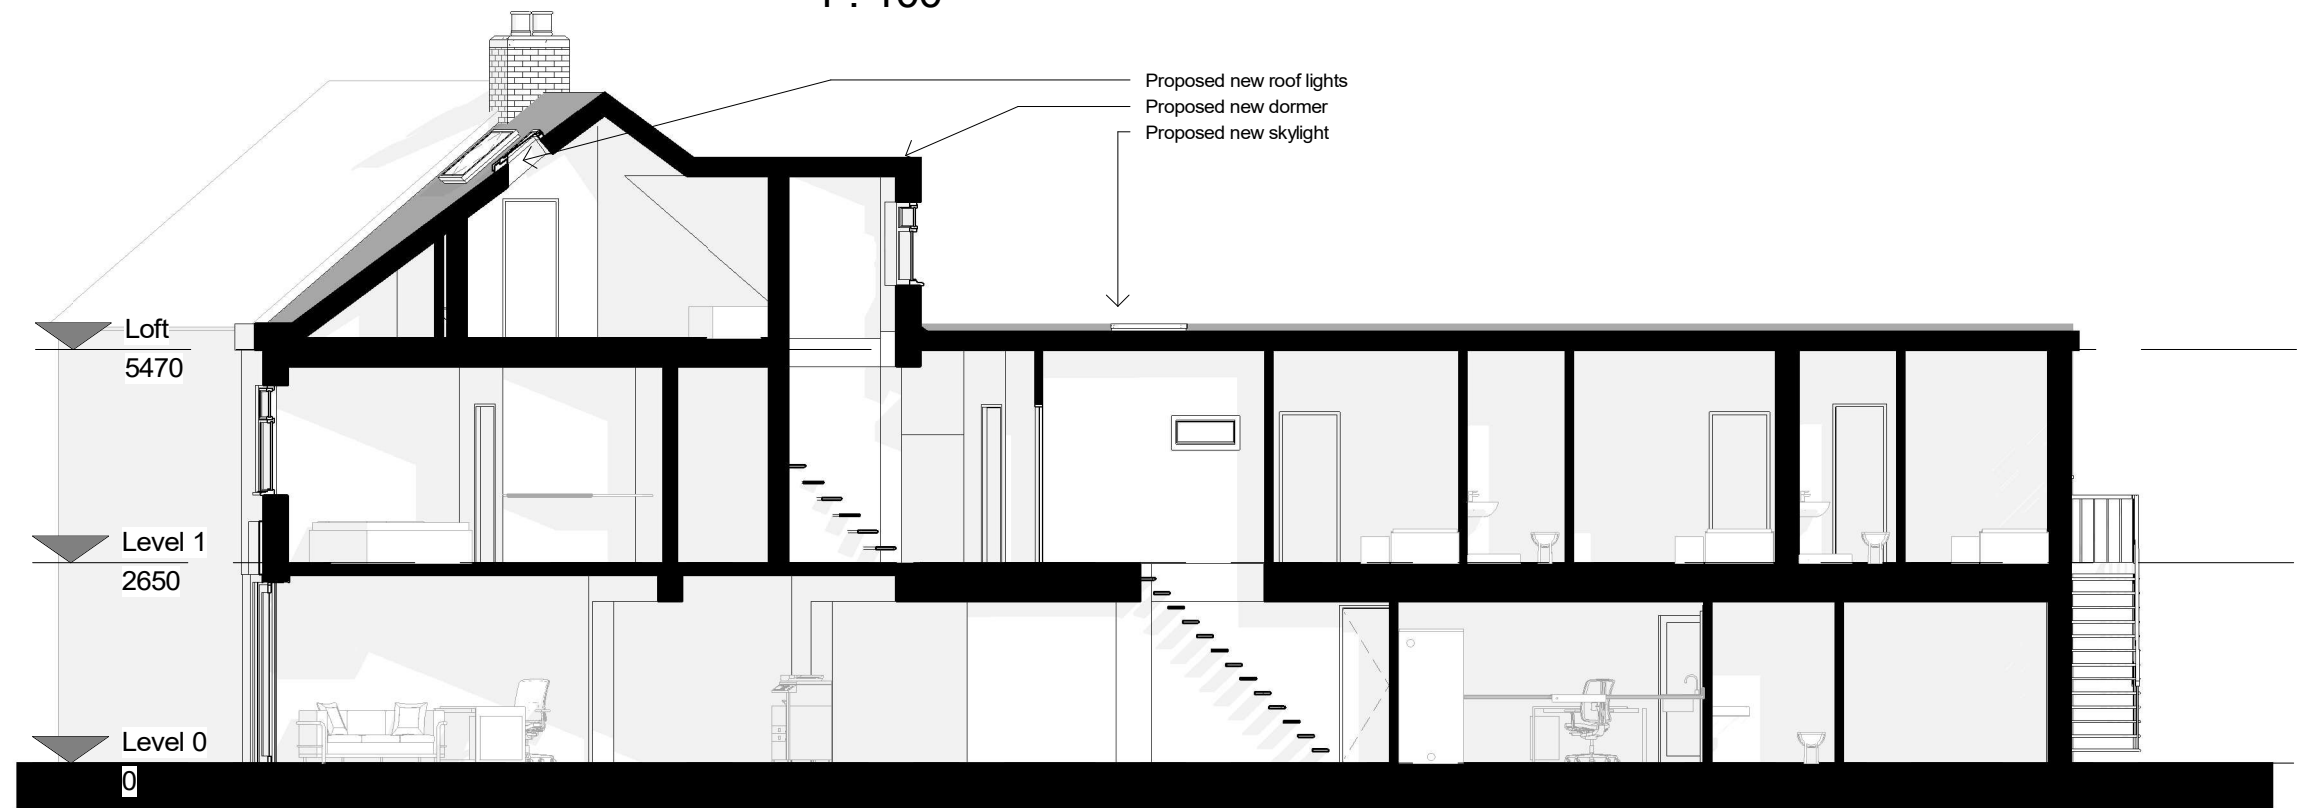 Proposed new roof lights
Proposed new dormer
Proposed new skylight
Loft
5470
Level 1
2650
Level 0
0